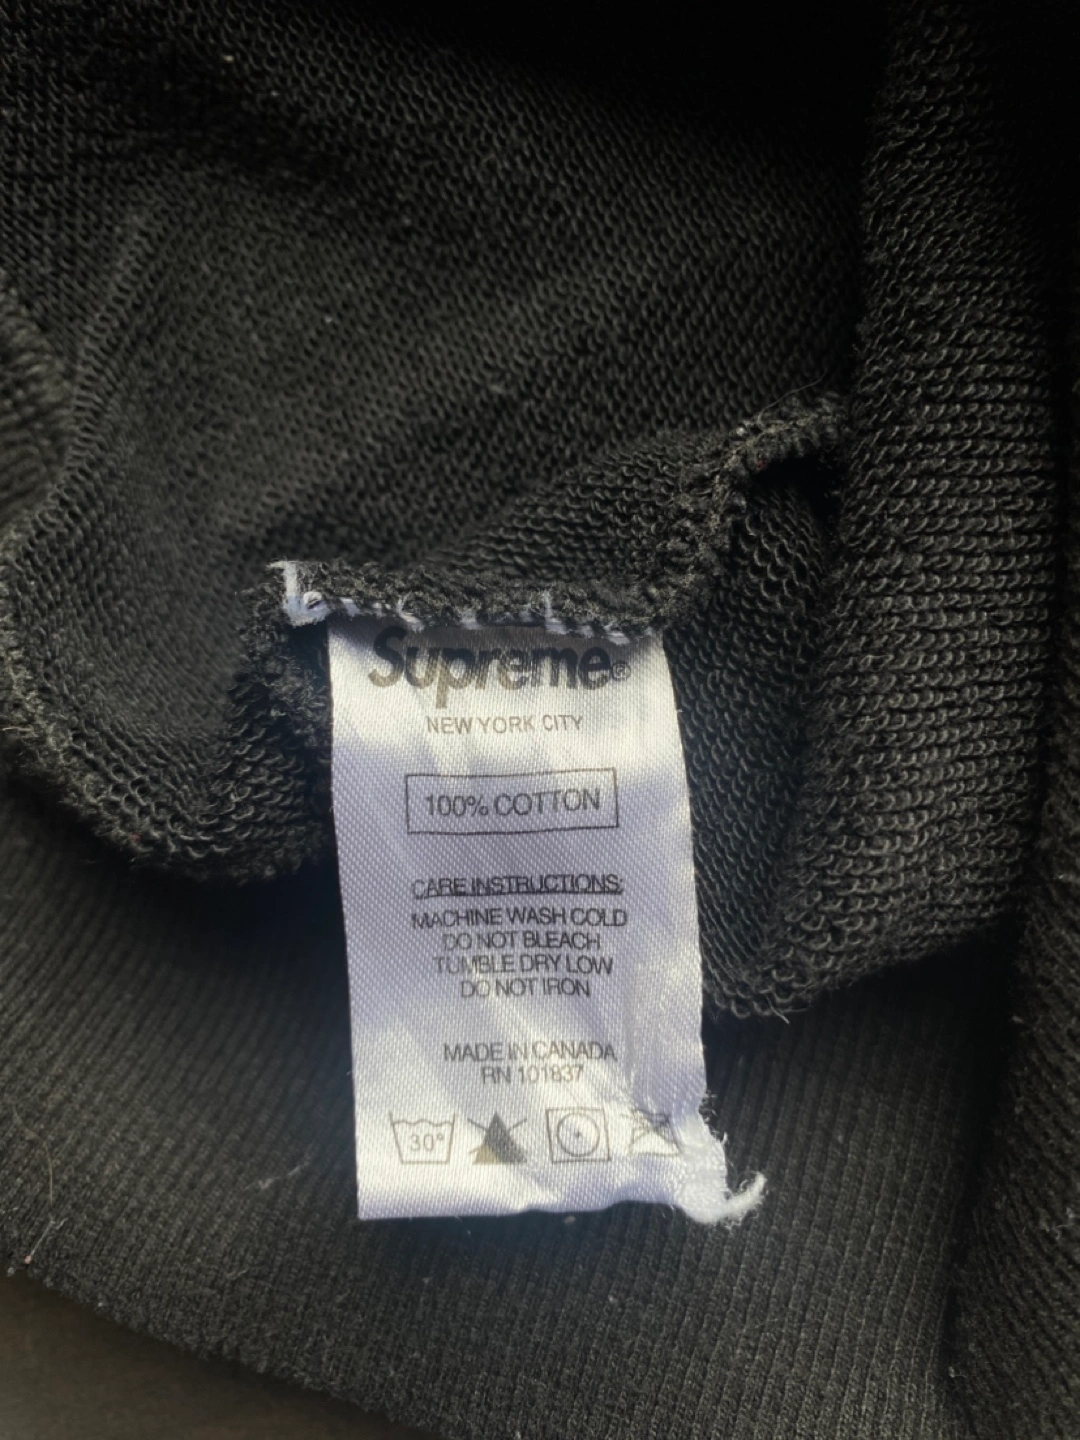 Supreme®
NEW YORK CITY
100% COTTON
CARE INSTRUCTIONS:
MACHINE WASH COLD
DO NOT BLEACH
TUMBLE DRY LOW
DO NOT IRON
MADE IN CANADA
RN 101837
30°